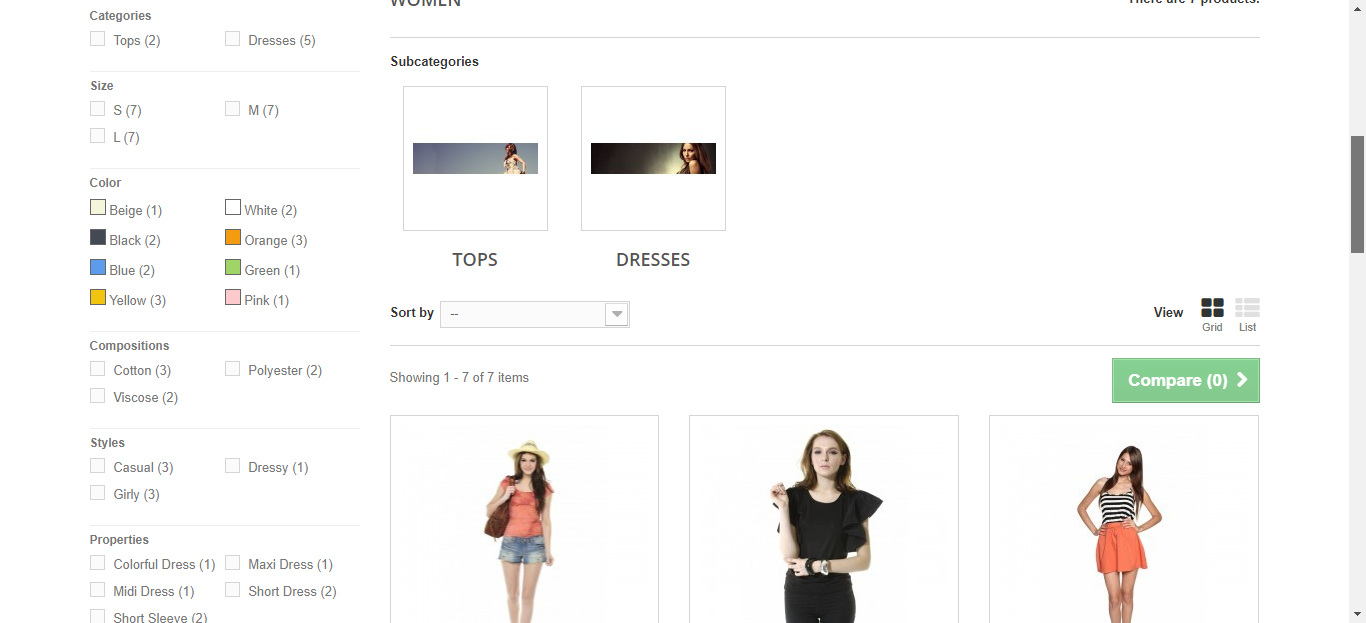 WOMEN
There are 7 products.
Categories
Tops (2)
Dresses (5)
Size
S (7)
M (7)
L (7)
Color
Beige (1)
White (2)
Black (2)
Orange (3)
Blue (2)
Green (1)
Yellow (3)
Pink (1)
Compositions
Cotton (3)
Polyester (2)
Viscose (2)
Styles
Casual (3)
Dressy (1)
Girly (3)
Properties
Colorful Dress (1)
Maxi Dress (1)
Midi Dress (1)
Short Dress (2)
Short Sleeve (2)
Subcategories
TOPS
DRESSES
Sort by
--
View
Grid
List
Showing 1 - 7 of 7 items
Compare (0)